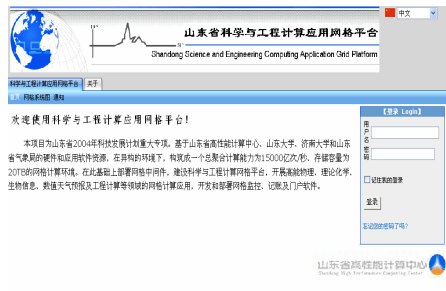 中文
山东省科学与工程计算应用网格平台
Shandong Science and Engineering Computing Application Grid Platform
科学与工程计算应用网格平台 关于
网格系统图 通知
【登录 Login】
欢迎使用科学与工程计算应用网格平台！
用户名
密码
本项目为山东省2004年科技发展计划重大专项。基于山东省高性能计算中心、山东大学、济南大学和山东
省气象局的硬件和应用软件资源，在异构的环境下，构筑成一个总聚合计算能力为15000亿次/秒、存储容量为
20TB的网格计算环境。在此基础上部署网格中间件，建设科学与工程计算网格平台，开展高能物理、理论化学、
生物信息、数值天气预报及工程计算等领域的网格计算应用，开发和部署网格监控、记账及门户软件。
记住我的登录
登录
忘记您的密码了吗？
山东省高性能计算中心
Shandong High Performance Computing Center